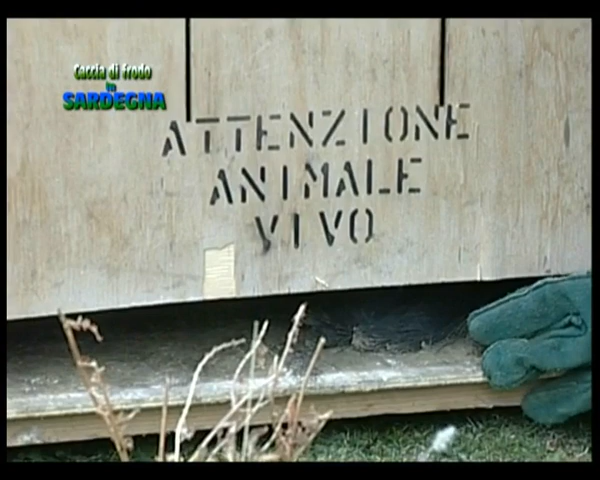 Caccia di frodo
in
SARDEGNA
ATTENZIONE
ANIMALE
VIVO